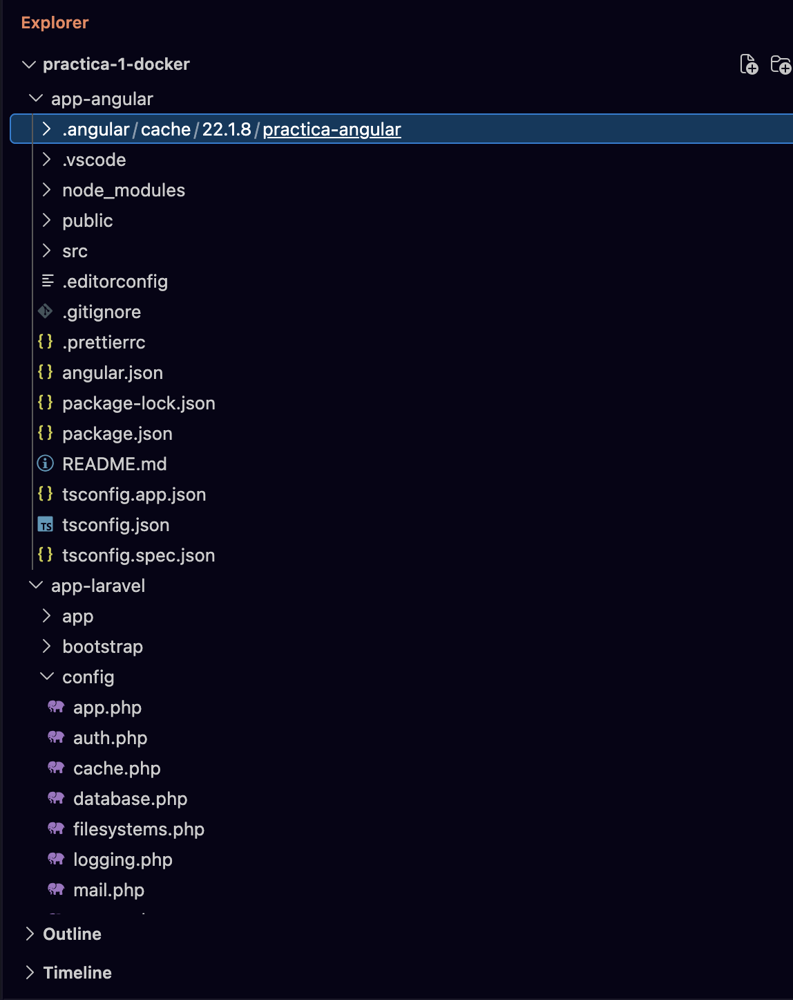 Explorer
practica-1-docker
app-angular
.angular/cache/22.1.8/practica-angular
.vscode
node_modules
public
src
.editorconfig
.gitignore
.prettierrc
angular.json
package-lock.json
package.json
README.md
tsconfig.app.json
tsconfig.json
tsconfig.spec.json
app-laravel
app
bootstrap
config
app.php
auth.php
cache.php
database.php
filesystems.php
logging.php
mail.php
Outline
Timeline